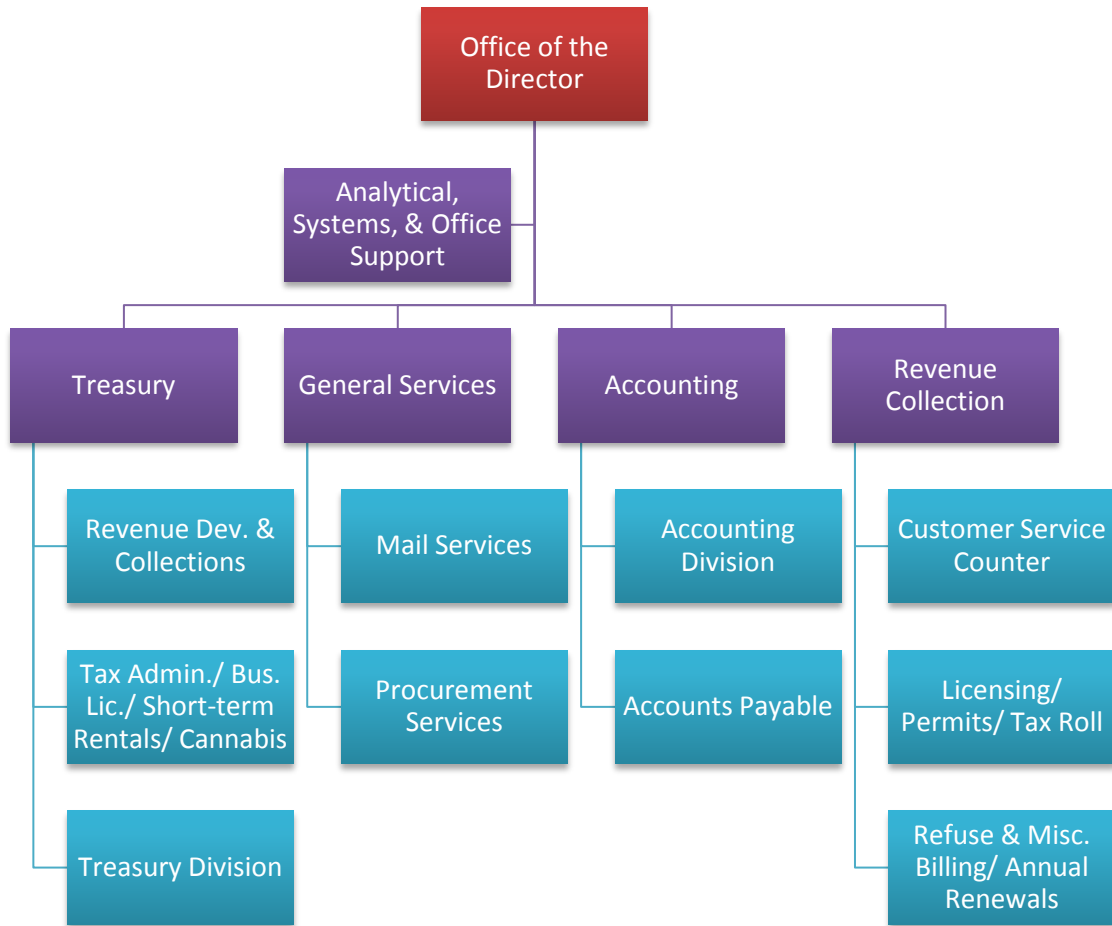 Office of the
Director
Analytical,
Systems, & Office
Support
Treasury
General Services
Accounting
Revenue
Collection
Revenue Dev. &
Collections
Mail Services
Accounting
Division
Customer Service
Counter
Tax Admin./ Bus.
Lic./ Short-term
Rentals/ Cannabis
Procurement
Services
Accounts Payable
Licensing/
Permits/ Tax Roll
Treasury Division
Refuse & Misc.
Billing/ Annual
Renewals